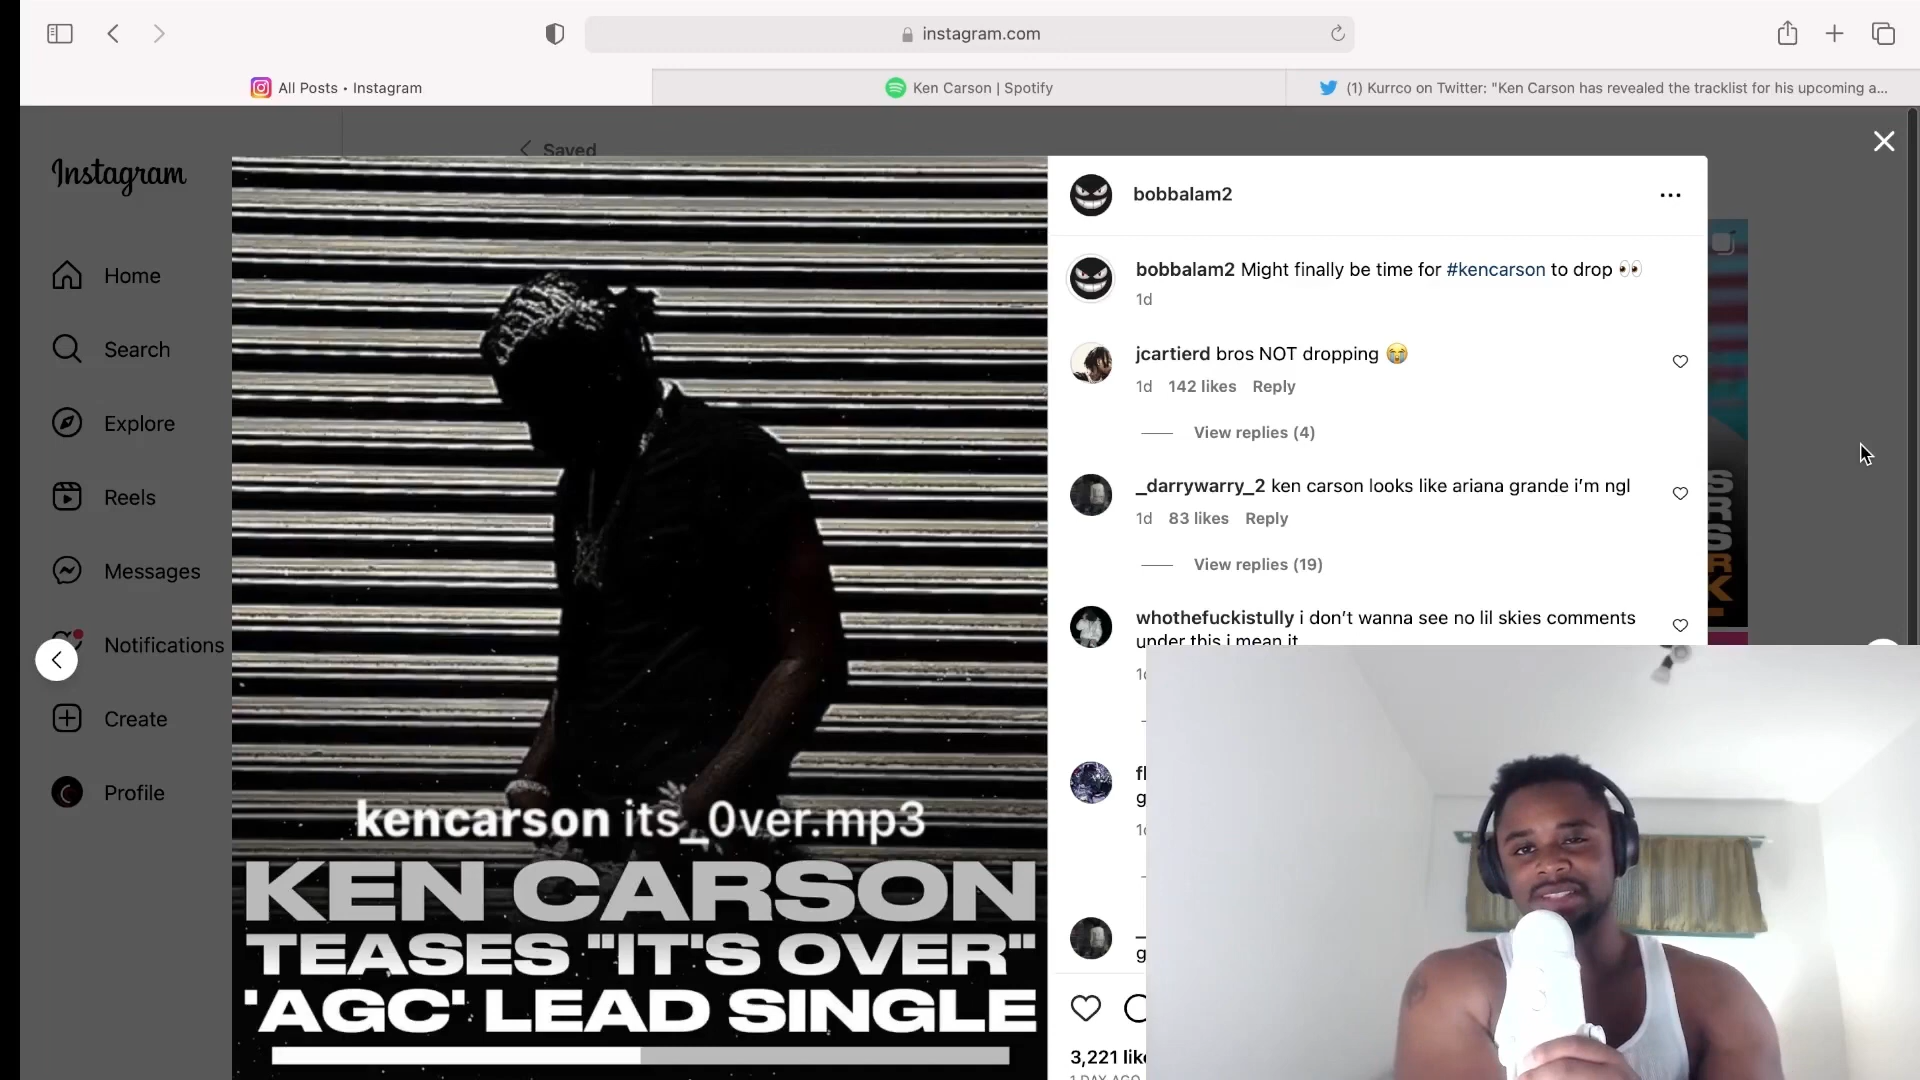 instagram.com
All Posts • Instagram
Ken Carson | Spotify
(1) Kurrco on Twitter: "Ken Carson has revealed the tracklist for his upcoming a...
Instagram
Home
Search
Explore
Reels
Messages
Notifications
Create
Profile
Saved
kencarson its_0ver.mp3
KEN CARSON
TEASES "IT'S OVER"
'AGC' LEAD SINGLE
bobbalam2
bobbalam2 Might finally be time for #kencarson to drop 👀
1d
jcartierd bros NOT dropping 😭
1d 142 likes Reply
View replies (4)
_darrywarry_2 ken carson looks like ariana grande i’m ngl
1d 83 likes Reply
View replies (19)
whothefuckistully i don’t wanna see no lil skies comments
under this i mean it
3,221
1 DAY AGO